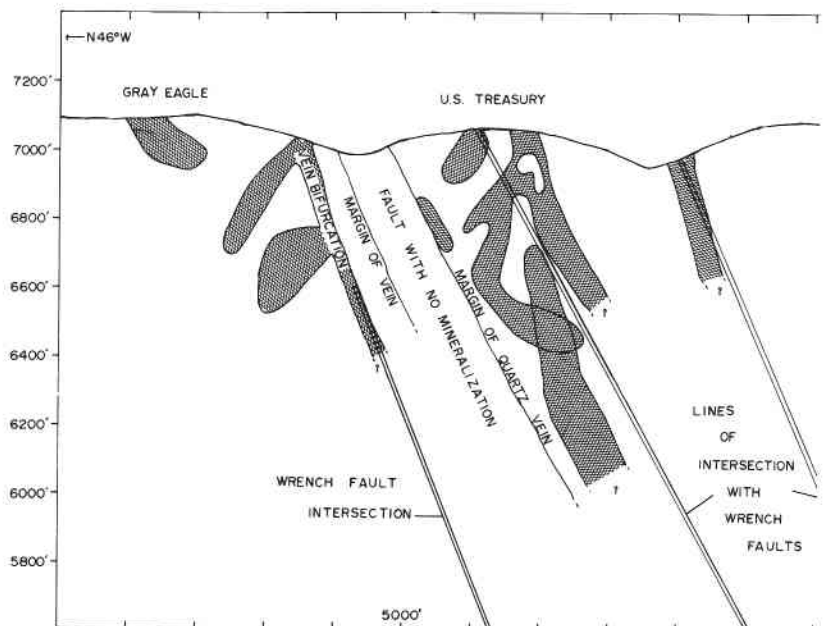 ←N46°W
7200'
GRAY EAGLE
U.S. TREASURY
7000'
VEIN BIFURCATION
MARGIN OF VEIN
FAULT WITH NO MINERALIZATION
MARGIN OF QUARTZ VEIN
6800'
6600'
?
?
6400'
?
6200'
LINES
OF
INTERSECTION
WITH
WRENCH
FAULTS
WRENCH FAULT
INTERSECTION
6000'
?
5800'
5000'